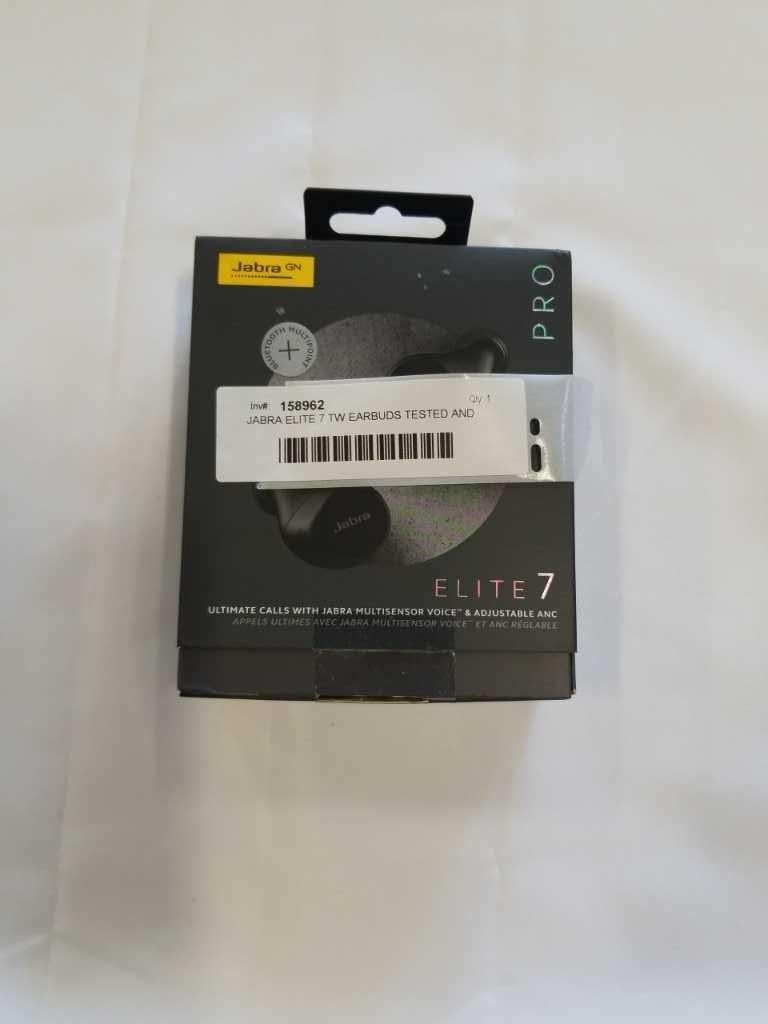 Jabra GN
PRO
BLUETOOTH MULTIPOINT
Inv#: 158962 Qty 1
JABRA ELITE 7 TW EARBUDS TESTED AND
Jabra
ELITE 7
ULTIMATE CALLS WITH JABRA MULTISENSOR VOICE™ & ADJUSTABLE ANC
APPELS ULTIMES AVEC JABRA MULTISENSOR VOICE™ ET ANC RÉGLABLE